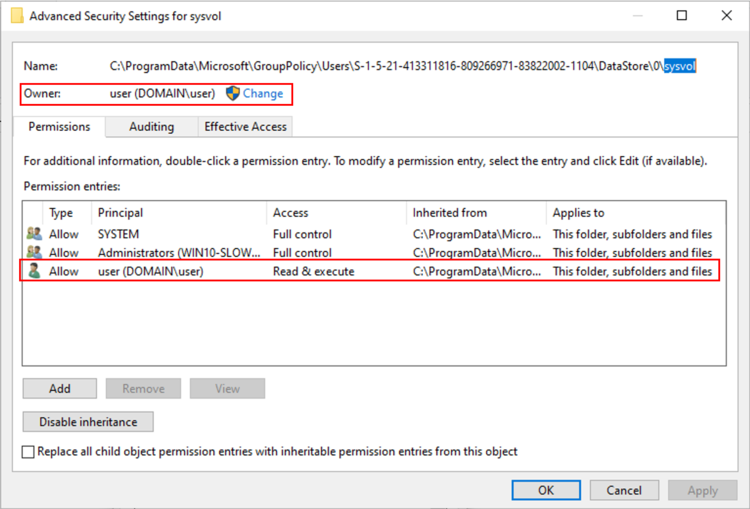 Advanced Security Settings for sysvol
Name: C:\ProgramData\Microsoft\GroupPolicy\Users\S-1-5-21-413311816-809266971-83822002-1104\DataStore\0\sysvol
Owner: user (DOMAIN\user) Change
Permissions Auditing Effective Access
For additional information, double-click a permission entry. To modify a permission entry, select the entry and click Edit (if available).
Permission entries:
Type Principal Access Inherited from Applies to
Allow SYSTEM Full control C:\ProgramData\Micro... This folder, subfolders and files
Allow Administrators (WIN10-SLOW... Full control C:\ProgramData\Micro... This folder, subfolders and files
Allow user (DOMAIN\user) Read & execute C:\ProgramData\Micro... This folder, subfolders and files
Add Remove View
Disable inheritance
Replace all child object permission entries with inheritable permission entries from this object
OK Cancel Apply